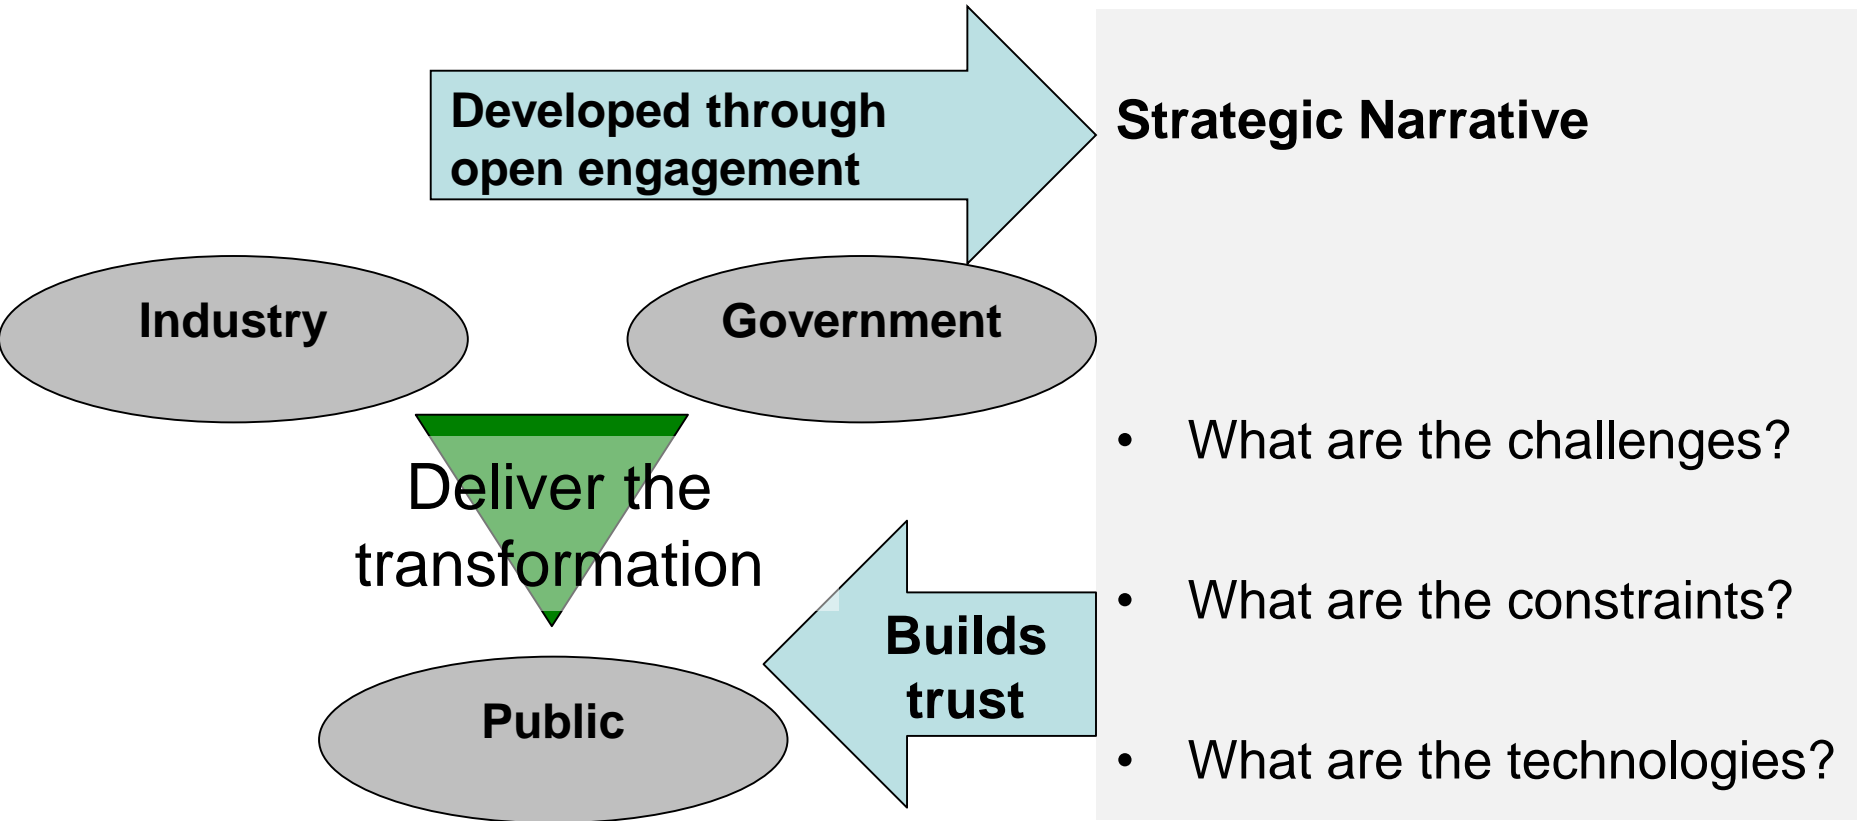 Developed through
open engagement
Strategic Narrative
Industry
Government
Deliver the
transformation
Builds
trust
Public
• What are the challenges?
• What are the constraints?
• What are the technologies?